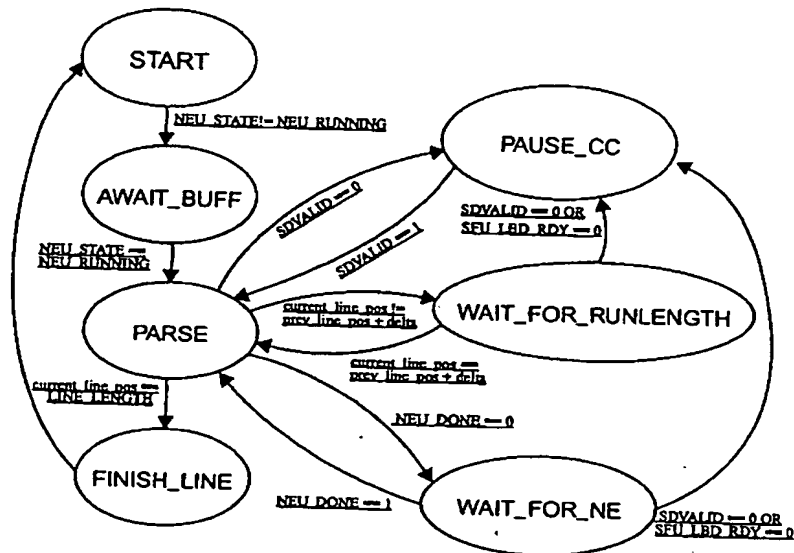 START
NEU_STATE != NEU_RUNNING
PAUSE_CC
AWAIT_BUFF
SDVALID == 0
SDVALID == 0 OR
SFU_LBD_RDY == 0
NEU_STATE ==
NEU_RUNNING
SDVALID == 1
PARSE
current_line_pos !=
prev_line_pos + delta
WAIT_FOR_RUNLENGTH
current_line_pos ==
prev_line_pos + delta
current_line_pos ==
LINE_LENGTH
NEU_DONE == 0
FINISH_LINE
NEU_DONE == 1
WAIT_FOR_NE
SDVALID == 0 OR
SFU_LBD_RDY == 0